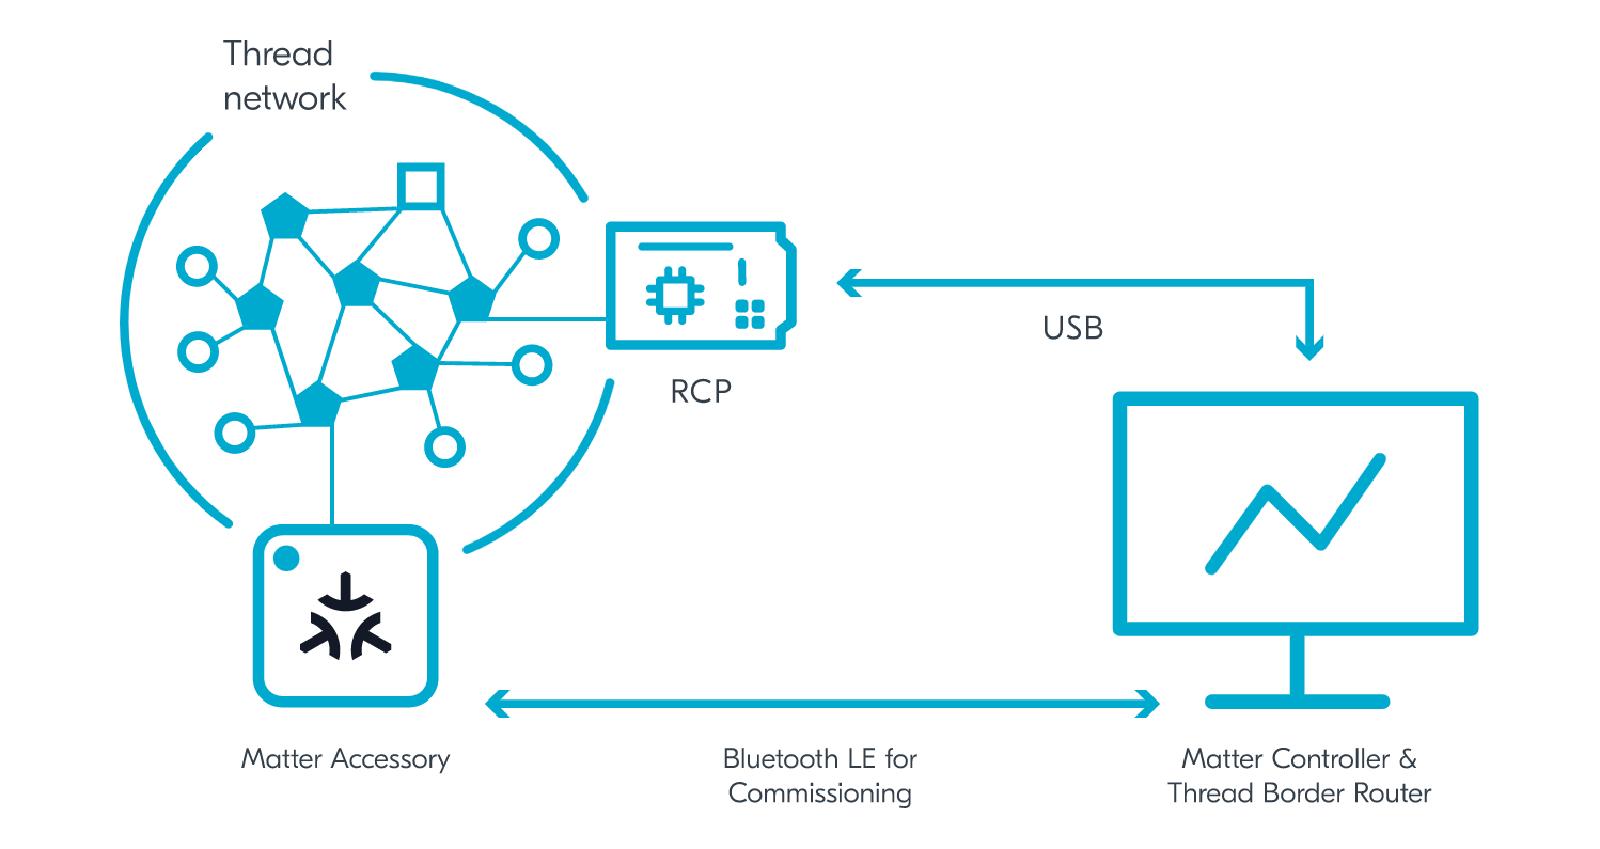 Thread
network
USB
RCP
Matter Accessory
Bluetooth LE for
Commissioning
Matter Controller &
Thread Border Router